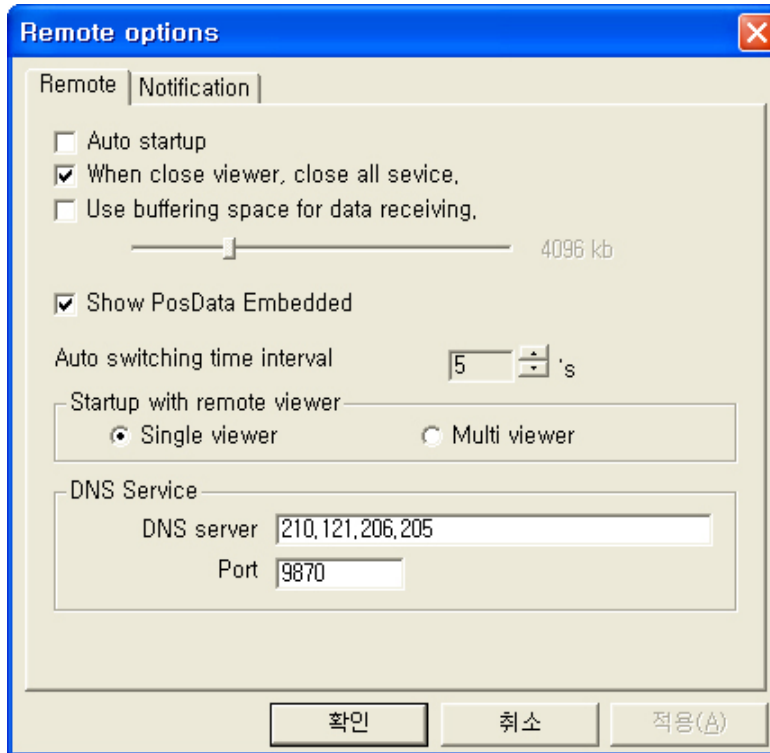 Remote options
Remote Notification
Auto startup
When close viewer, close all sevice.
Use buffering space for data receiving.
4096 kb
Show PosData Embedded
Auto switching time interval 5 's
Startup with remote viewer
Single viewer Multi viewer
DNS Service
DNS server 210.121.206.205
Port 9870
확인 취소 적용(A)